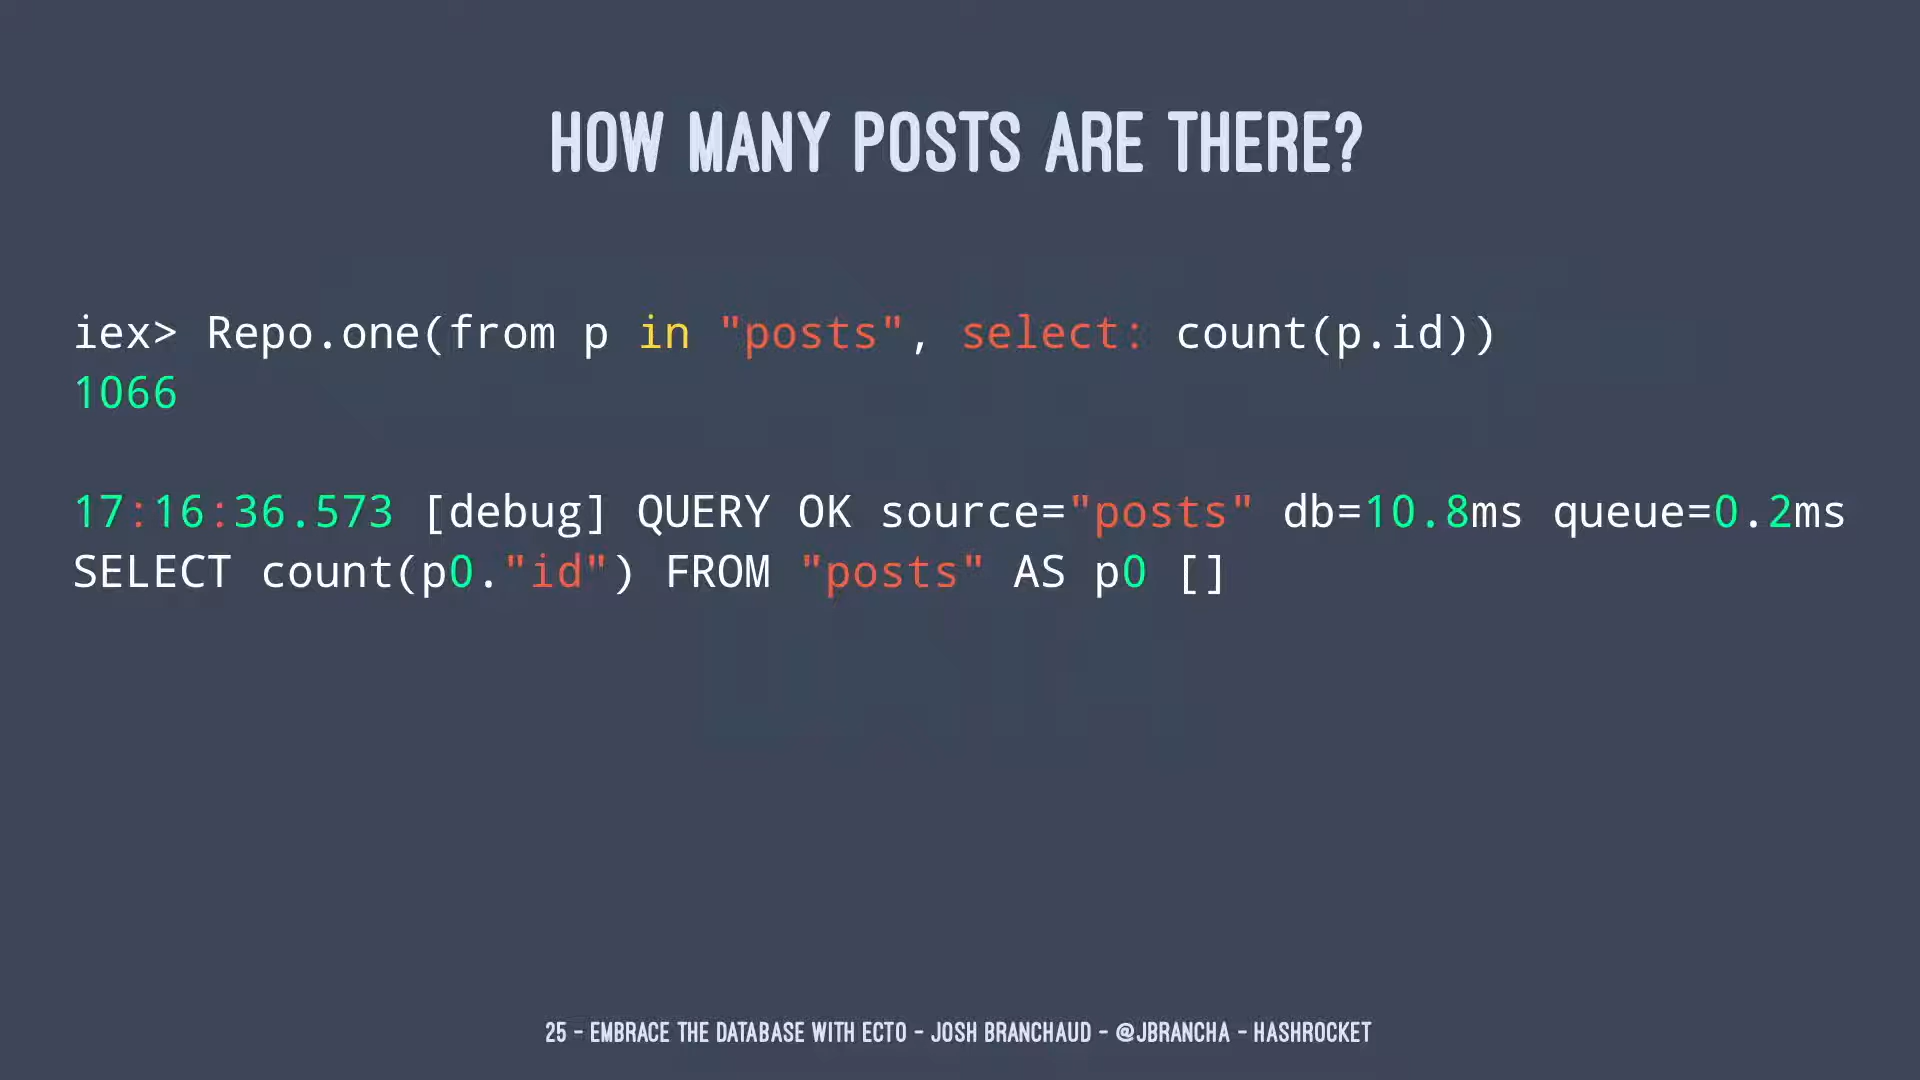 HOW MANY POSTS ARE THERE?
iex> Repo.one(from p in "posts", select: count(p.id))
1066
17:16:36.573 [debug] QUERY OK source="posts" db=10.8ms queue=0.2ms
SELECT count(p0."id") FROM "posts" AS p0 []
25 - EMBRACE THE DATABASE WITH ECTO - JOSH BRANCHAUD - @JBRANCHA - HASHROCKET